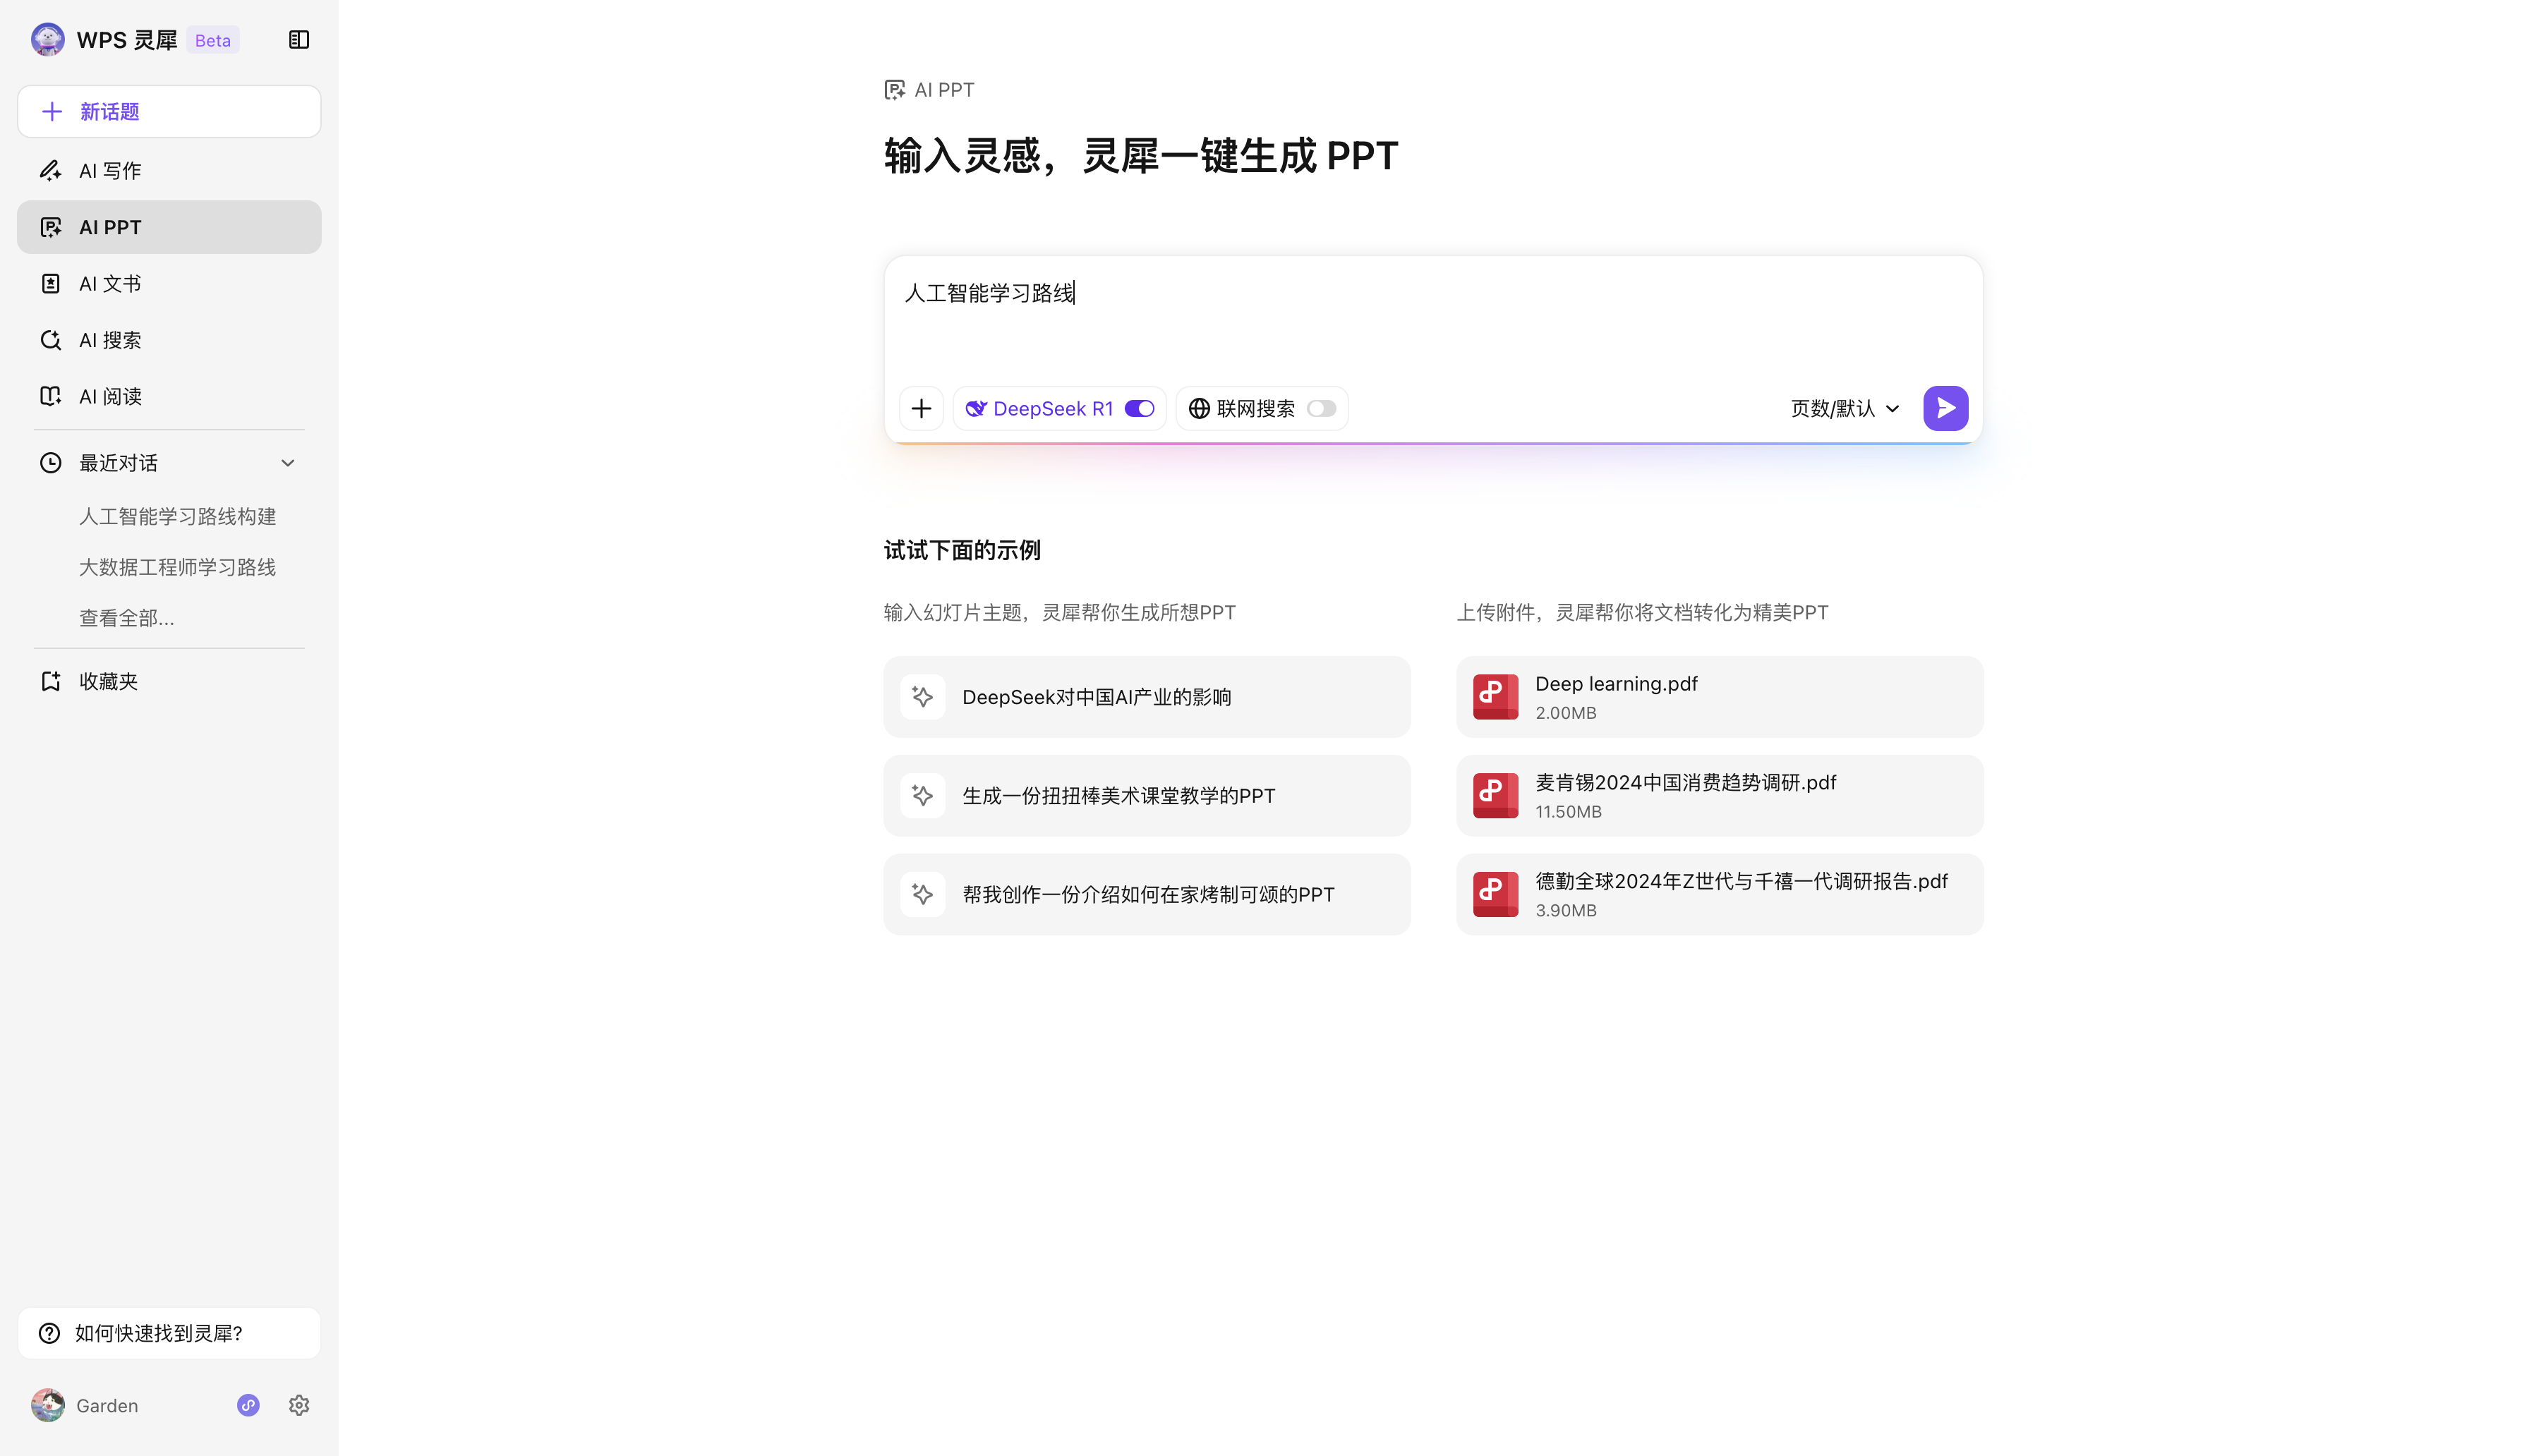 WPS 灵犀 Beta
新话题
AI 写作
AI PPT
AI 文书
AI 搜索
AI 阅读
最近对话
人工智能学习路线构建
大数据工程师学习路线
查看全部...
收藏夹
如何快速找到灵犀?
Garden
AI PPT
输入灵感，灵犀一键生成 PPT
人工智能学习路线
DeepSeek R1
联网搜索
页数/默认
试试下面的示例
输入幻灯片主题，灵犀帮你生成所想PPT
DeepSeek对中国AI产业的影响
生成一份扭扭棒美术课堂教学的PPT
帮我创作一份介绍如何在家烤制可颂的PPT
上传附件，灵犀帮你将文档转化为精美PPT
Deep learning.pdf
2.00MB
麦肯锡2024中国消费趋势调研.pdf
11.50MB
德勤全球2024年Z世代与千禧一代调研报告.pdf
3.90MB